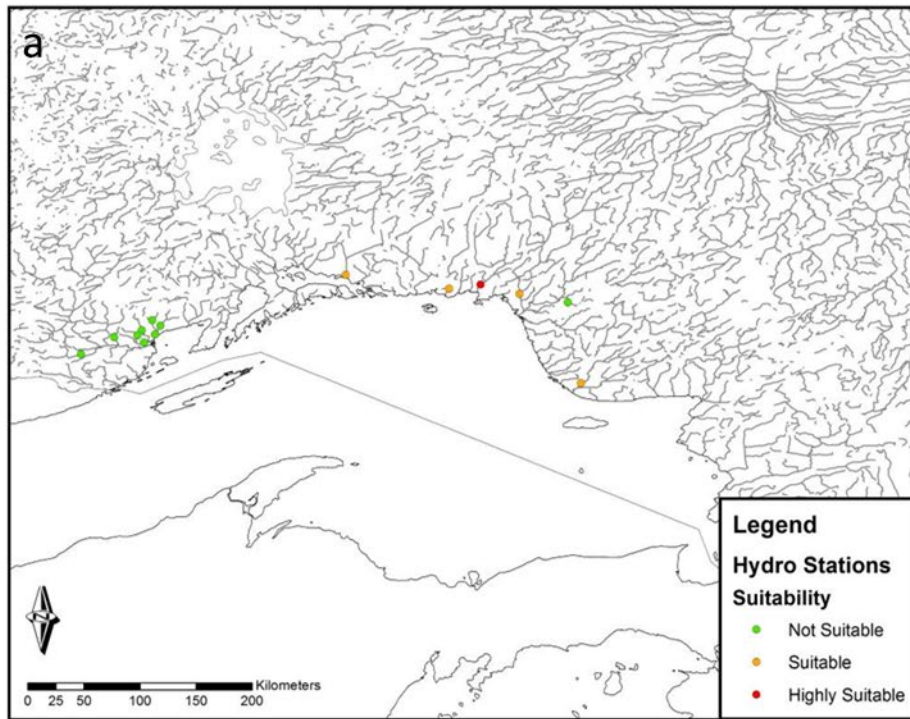 a
Legend
Hydro Stations
Suitability
Not Suitable
Suitable
Highly Suitable
N
Kilometers
0 25 50 100 150 200